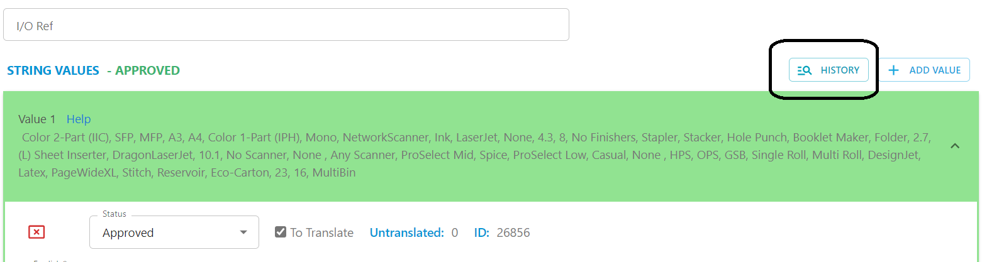 I/O Ref
STRING VALUES - APPROVED
HISTORY
ADD VALUE
Value 1 Help
Color 2-Part (IIC), SFP, MFP, A3, A4, Color 1-Part (IPH), Mono, NetworkScanner, Ink, LaserJet, None, 4.3, 8, No Finishers, Stapler, Stacker, Hole Punch, Booklet Maker, Folder, 2.7,
(L) Sheet Inserter, DragonLaserJet, 10.1, No Scanner, None , Any Scanner, ProSelect Mid, Spice, ProSelect Low, Casual, None , HPS, OPS, GSB, Single Roll, Multi Roll, DesignJet,
Latex, PageWideXL, Stitch, Reservoir, Eco-Carton, 23, 16, MultiBin
Status
Approved
To Translate Untranslated: 0 ID: 26856